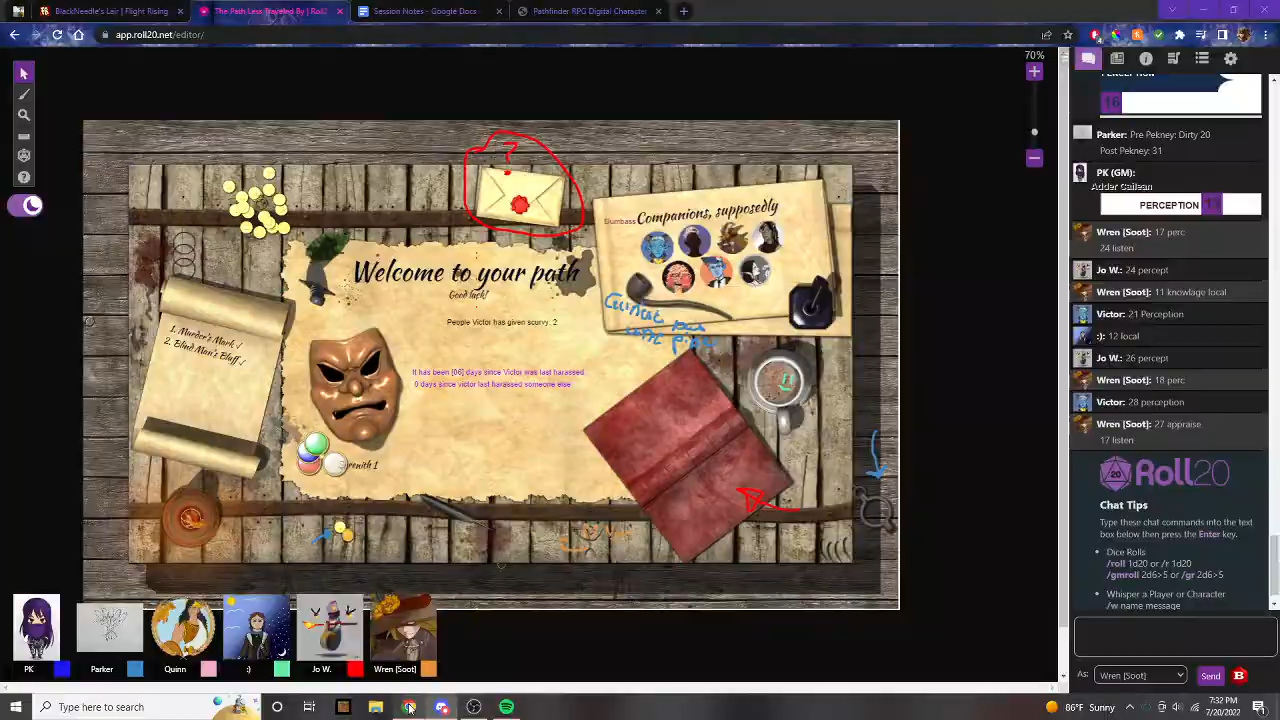 BlackNeedle's Lair | Flight Rising
The Path Less Traveled By | Roll20
Session Notes - Google Docs
Pathfinder RPG Digital Character
app.roll20.net/editor/
70%
?
Dumbass
Companions, supposedly
Welcome to your path
Good luck!
People Victor has given scurvy: 2
1. Murder's Mark √
2. Blind Man's Bluff √
It has been [06] days since Victor was last harassed
0 days since victor last harassed someone else
PK
Parker
Quinn
:)
Jo W.
Wren [Soot]
PERCEPTION
16
Parker: Pre Pekney: Dirty 20
Post Pekney: 31
PK (GM):
Adder Cailean
PERCEPTION
Wren [Soot]: 17 perc
24 listen
Jo W.: 24 percept
Wren [Soot]: 11 knowlage local
Victor: 21 Perception
:): 12 local
Jo W.: 26 percept
Wren [Soot]: 18 perc
Victor: 28 perception
Wren [Soot]: 27 appraise
17 listen
20
Roll20
Chat Tips
Type these chat commands into the text
box below then press the Enter key.
Dice Rolls
/roll 1d20 or /r 1d20
/gmroll 2d6>5 or /gr 2d6>5
Whisper a Player or Character
/w name message
As:
Wren [Soot]
Send
Type here to search
86°F Sunny
7:32 PM